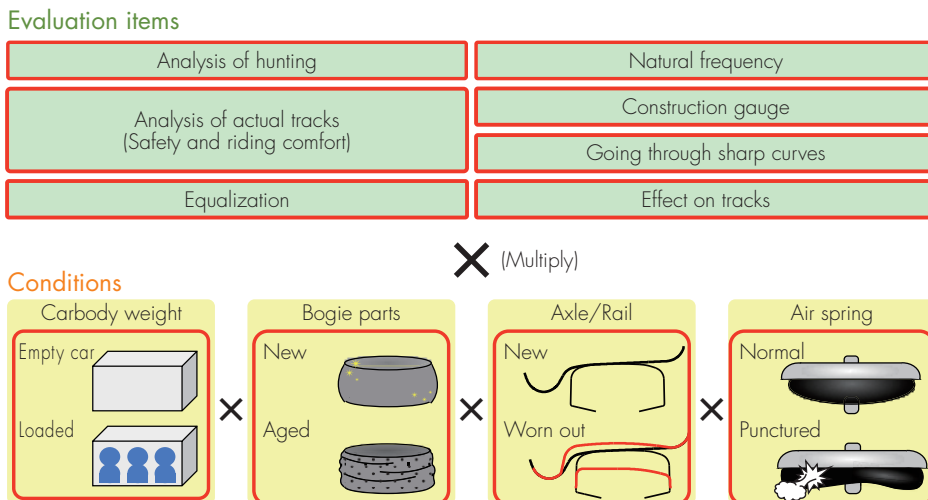 Evaluation items
Analysis of hunting
Natural frequency
Analysis of actual tracks
(Safety and riding comfort)
Construction gauge
Going through sharp curves
Equalization
Effect on tracks
(Multiply)
Conditions
Carbody weight
Bogie parts
Axle/Rail
Air spring
Empty car
New
New
Normal
Loaded
Aged
Worn out
Punctured